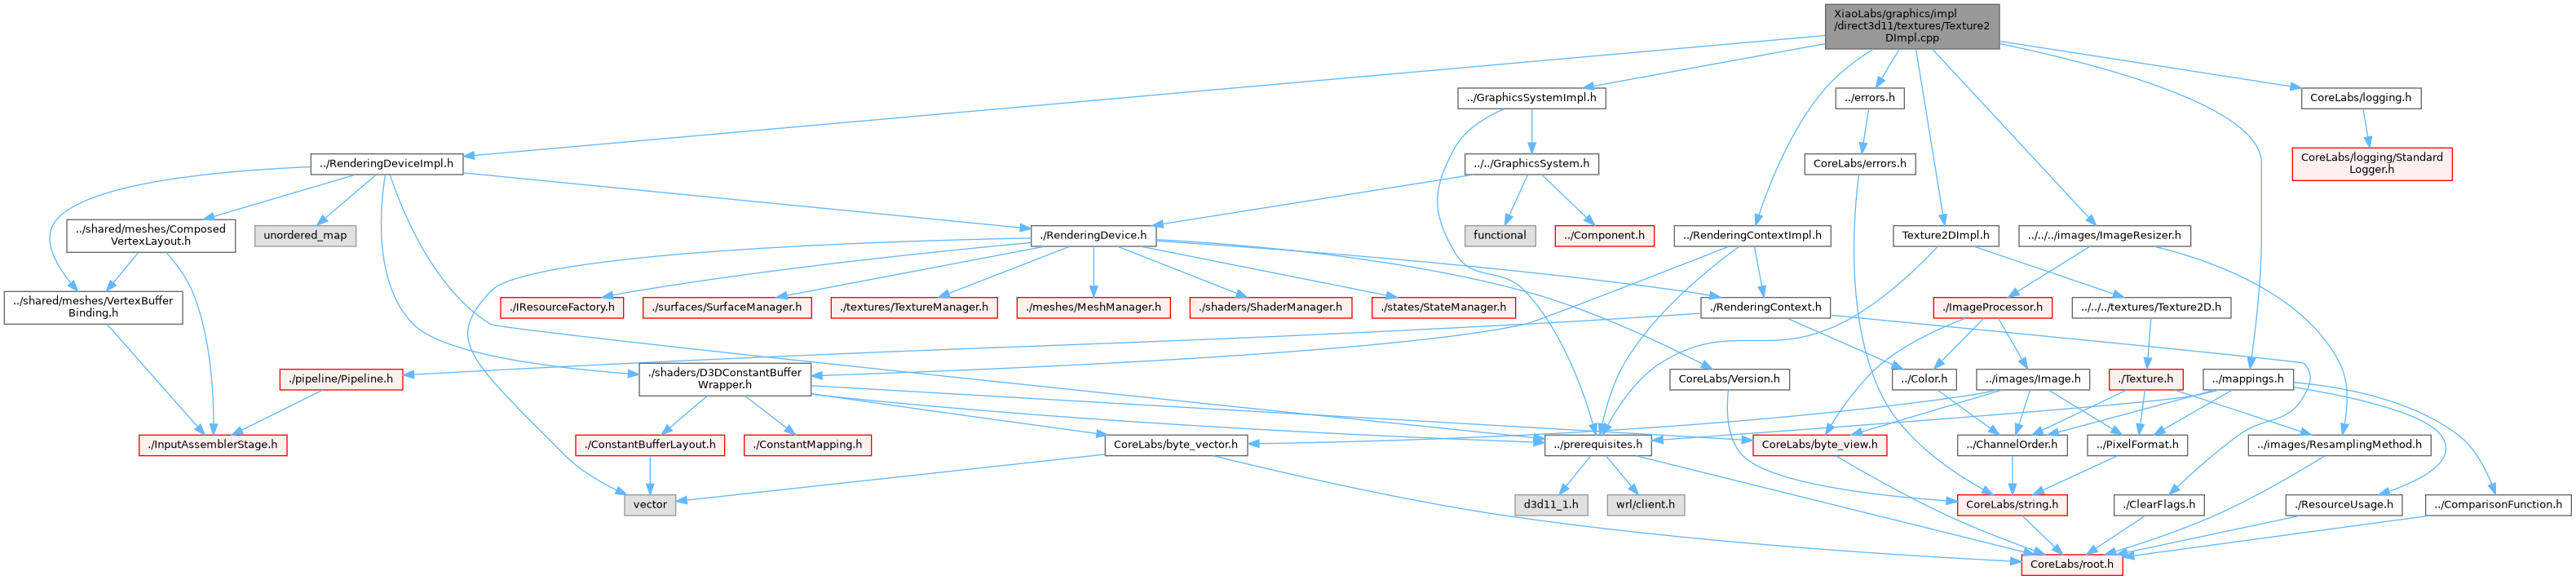 XiaoLabs/graphics/impl
/direct3d11/textures/Texture2
DImpl.cpp
../GraphicsSystemImpl.h
../errors.h
CoreLabs/logging.h
../RenderingDeviceImpl.h
../../GraphicsSystem.h
CoreLabs/errors.h
CoreLabs/logging/Standard
Logger.h
../shared/meshes/Composed
VertexLayout.h
unordered_map
./RenderingDevice.h
functional
../Component.h
../RenderingContextImpl.h
Texture2DImpl.h
../../../images/ImageResizer.h
../shared/meshes/VertexBuffer
Binding.h
./IResourceFactory.h
./surfaces/SurfaceManager.h
./textures/TextureManager.h
./meshes/MeshManager.h
./shaders/ShaderManager.h
./states/StateManager.h
./RenderingContext.h
./ImageProcessor.h
../../../textures/Texture2D.h
./pipeline/Pipeline.h
./shaders/D3DConstantBuffer
Wrapper.h
CoreLabs/Version.h
../Color.h
../images/Image.h
./Texture.h
../mappings.h
./InputAssemblerStage.h
./ConstantBufferLayout.h
./ConstantMapping.h
CoreLabs/byte_vector.h
../prerequisites.h
CoreLabs/byte_view.h
../ChannelOrder.h
../PixelFormat.h
../images/ResamplingMethod.h
vector
d3d11_1.h
wrl/client.h
CoreLabs/string.h
./ClearFlags.h
./ResourceUsage.h
../ComparisonFunction.h
CoreLabs/root.h